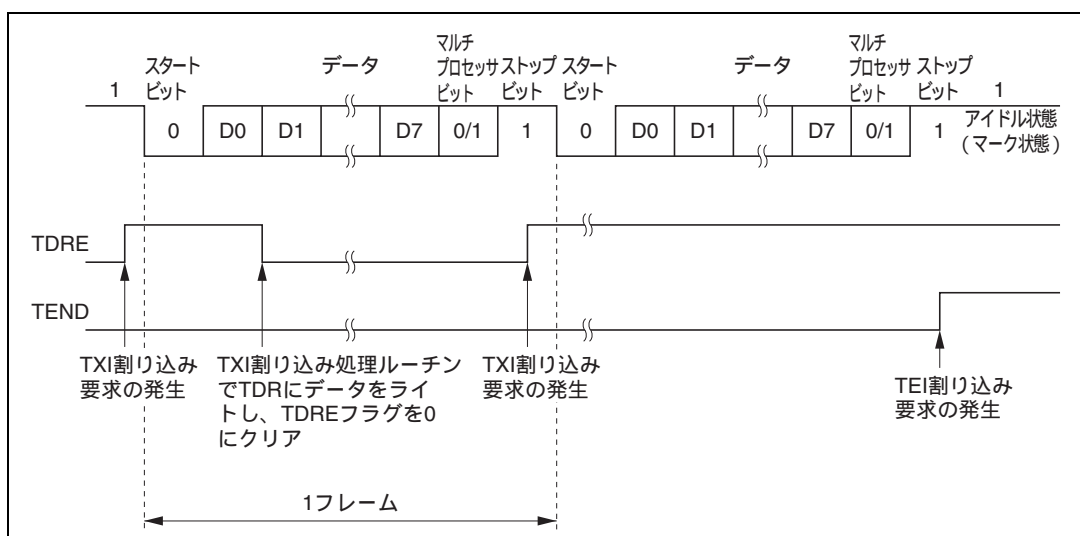 1
スタート
ビット
データ
マルチ
プロセッサ
ビット
ストップ
ビット
スタート
ビット
データ
マルチ
プロセッサ
ビット
ストップ
ビット
1
0 D0 D1 D7 0/1 1 0 D0 D1 D7 0/1 1
アイドル状態
(マーク状態)
TDRE
TEND
TXI割り込み
要求の発生
TXI割り込み処理ルーチン
でTDRにデータをライ
トし、TDREフラグを0
にクリア
TXI割り込み
要求の発生
TEI割り込み
要求の発生
1フレーム